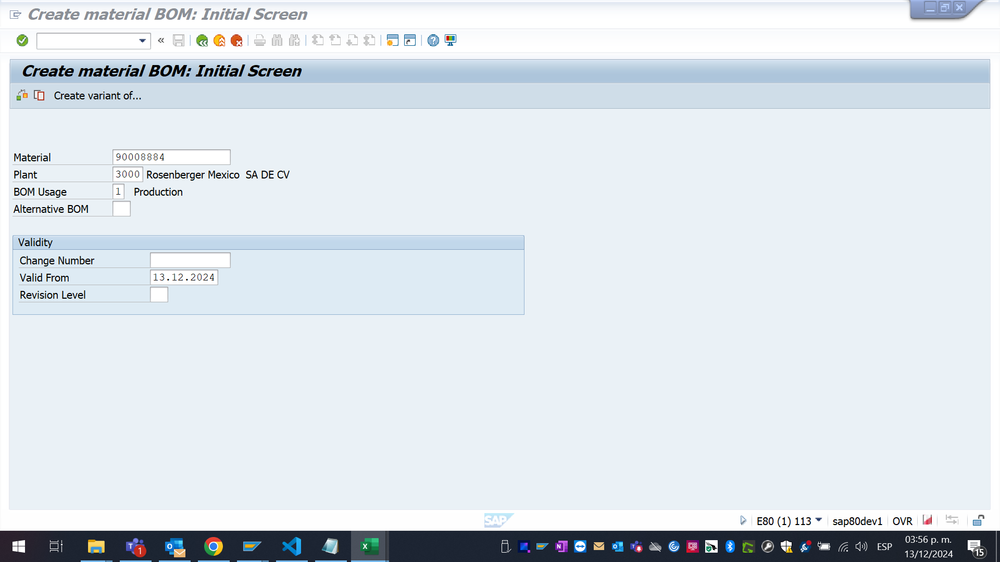 Create material BOM: Initial Screen
Create material BOM: Initial Screen
Create variant of...
Material 90008884
Plant 3000 Rosenberger Mexico SA DE CV
BOM Usage 1 Production
Alternative BOM
Validity
Change Number
Valid From 13.12.2024
Revision Level
SAP
E80 (1) 113 sap80dev1 OVR
ESP
03:56 p. m.
13/12/2024
15
1